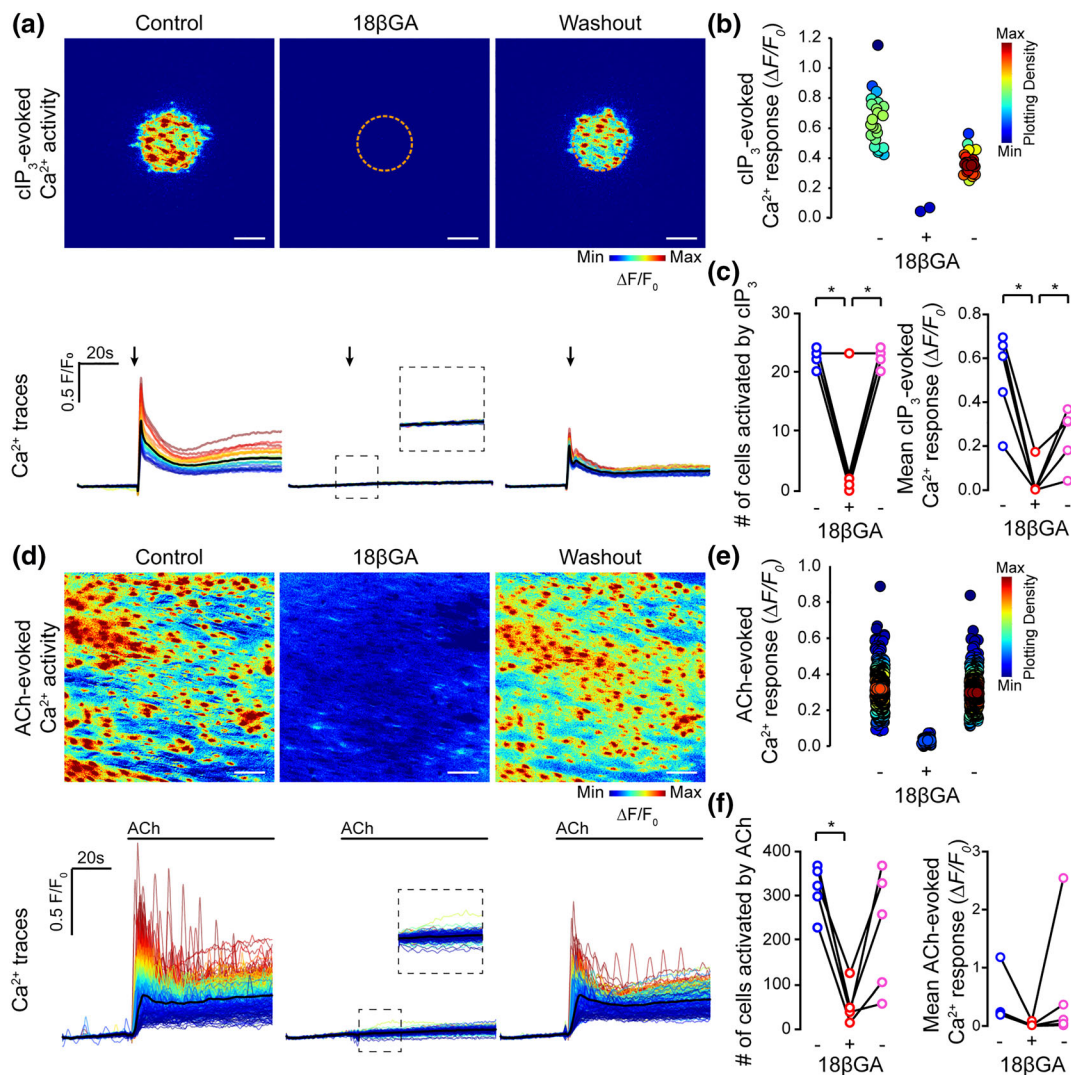 (a)
Control
18βGA
Washout
cIP₃-evoked
Ca²⁺ activity
Min
Max
ΔF/F₀
20s
0.5 F/F₀
Ca²⁺ traces
(b)
cIP₃-evoked
Ca²⁺ response (ΔF/F₀)
1.2
1.0
0.8
0.6
0.4
0.2
0.0
- + -
18βGA
Max
Plotting Density
Min
(c)
# of cells activated by cIP₃
30
20
10
0
* *
- + -
18βGA
Mean cIP₃-evoked
Ca²⁺ response (ΔF/F₀)
0.8
0.6
0.4
0.2
0.0
* *
- + -
18βGA
(d)
Control
18βGA
Washout
ACh-evoked
Ca²⁺ activity
Min
Max
ΔF/F₀
ACh
ACh
ACh
20s
0.5 F/F₀
Ca²⁺ traces
(e)
ACh-evoked
Ca²⁺ response (ΔF/F₀)
1.0
0.8
0.6
0.4
0.2
0.0
- + -
18βGA
Max
Plotting Density
Min
(f)
# of cells activated by ACh
400
300
200
100
0
*
- + -
18βGA
Mean ACh-evoked
Ca²⁺ response (ΔF/F₀)
3
2
1
0
- + -
18βGA